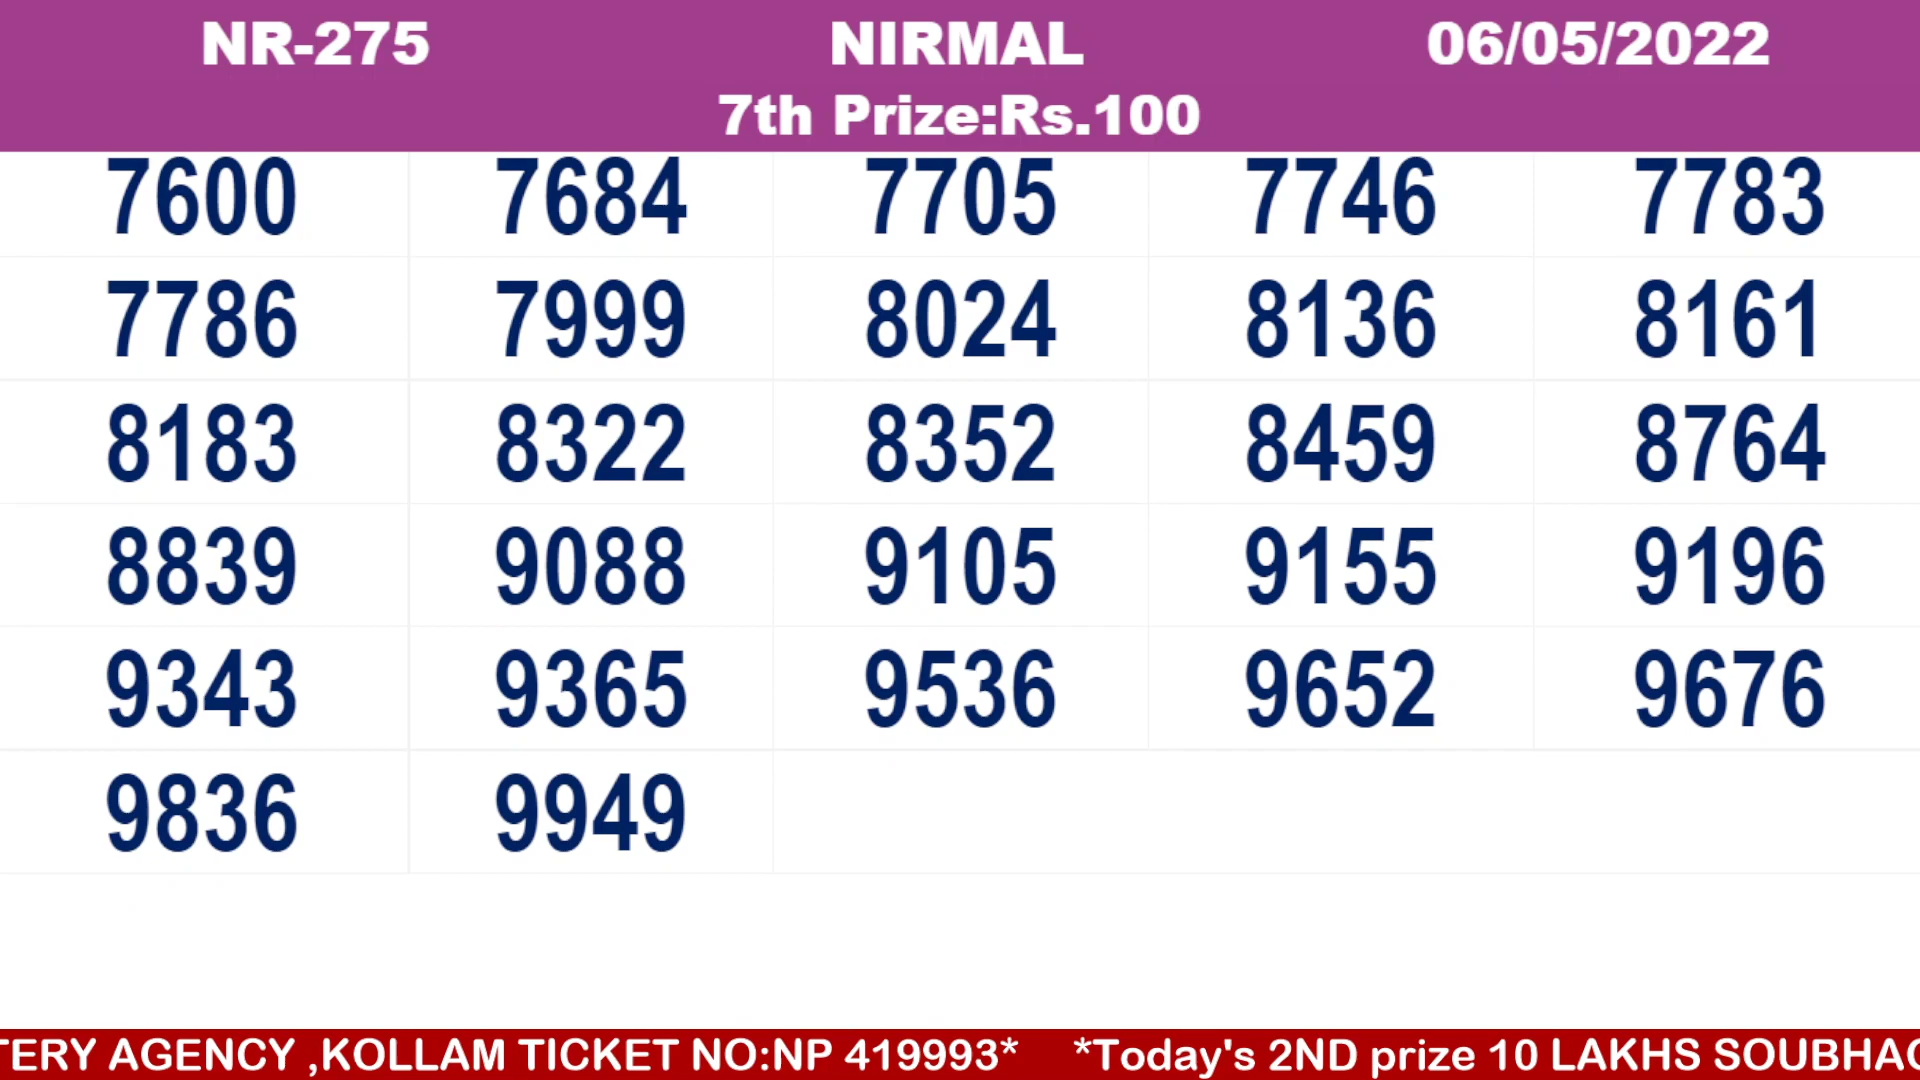 NR-275 NIRMAL 06/05/2022
7th Prize:Rs.100
7600 7684 7705 7746 7783
7786 7999 8024 8136 8161
8183 8322 8352 8459 8764
8839 9088 9105 9155 9196
9343 9365 9536 9652 9676
9836 9949
TERY AGENCY ,KOLLAM TICKET NO:NP 419993* *Today's 2ND prize 10 LAKHS SOUBHAG